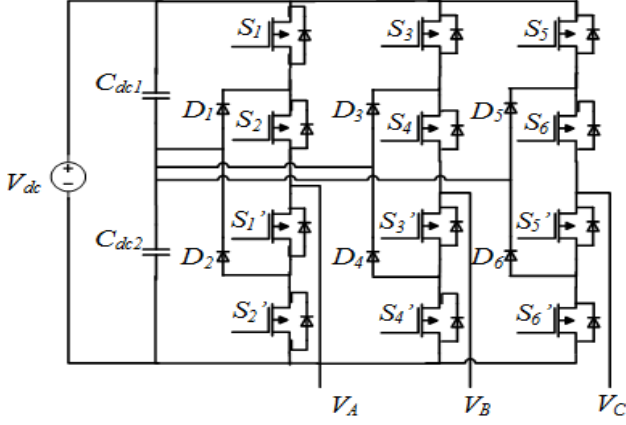 S1 S3 S5
Cdc1 D1 S2 D3 S4 D5 S6
Vdc + −
Cdc2 D2 S1' D4 S3' D6 S5'
S2' S4' S6'
VA VB VC